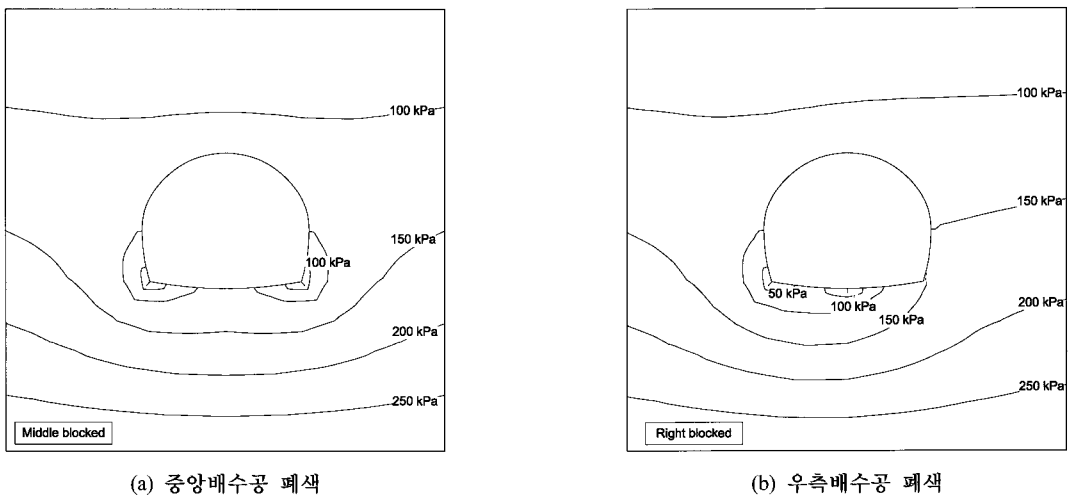 100 kPa
150 kPa
100 kPa
200 kPa
250 kPa
Middle blocked
(a) 중앙배수공 폐색
100 kPa
150 kPa
50 kPa
100 kPa
150 kPa
200 kPa
250 kPa
Right blocked
(b) 우측배수공 폐색